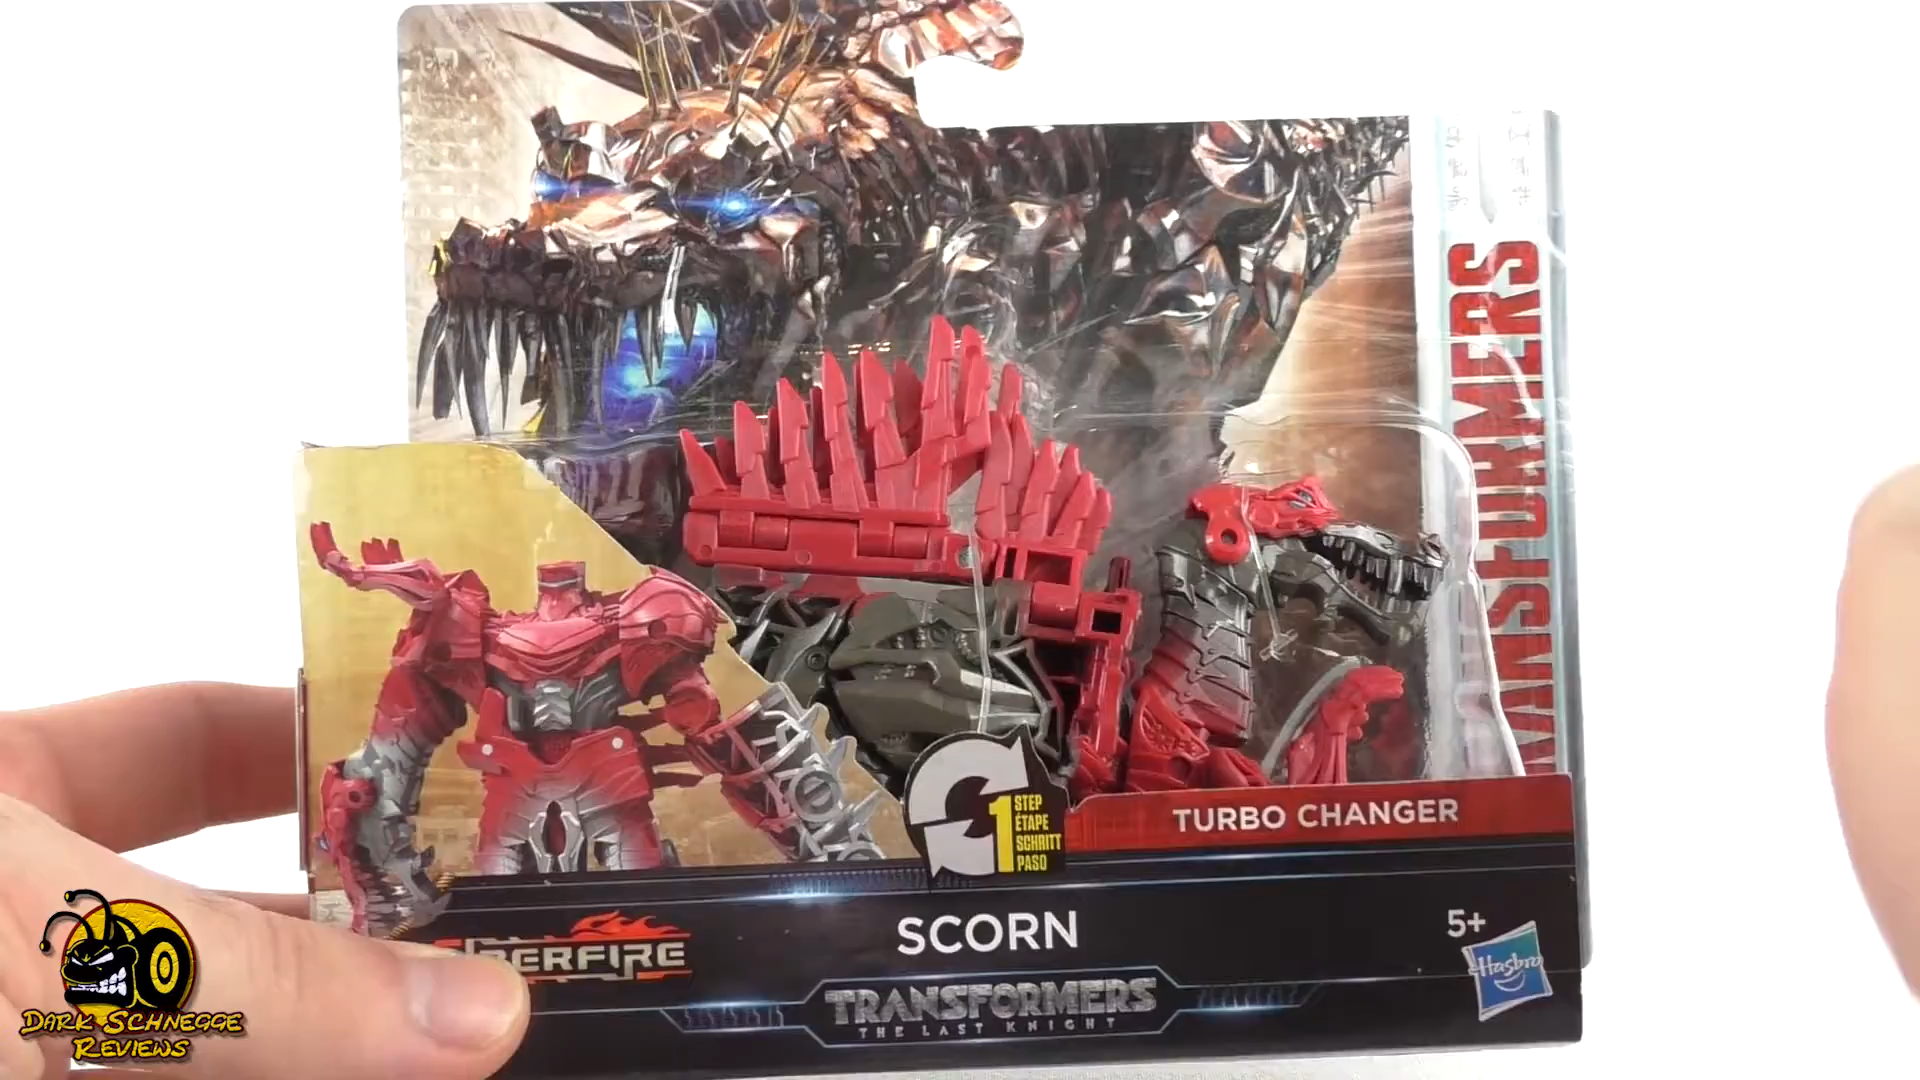 TRANSFORMERS
1 STEP
ÉTAPE
SCHRITT
PASO
TURBO CHANGER
SCORN
5+
Hasbro
TRANSFORMERS
THE LAST KNIGHT
DARK SCHNEGGE
REVIEWS